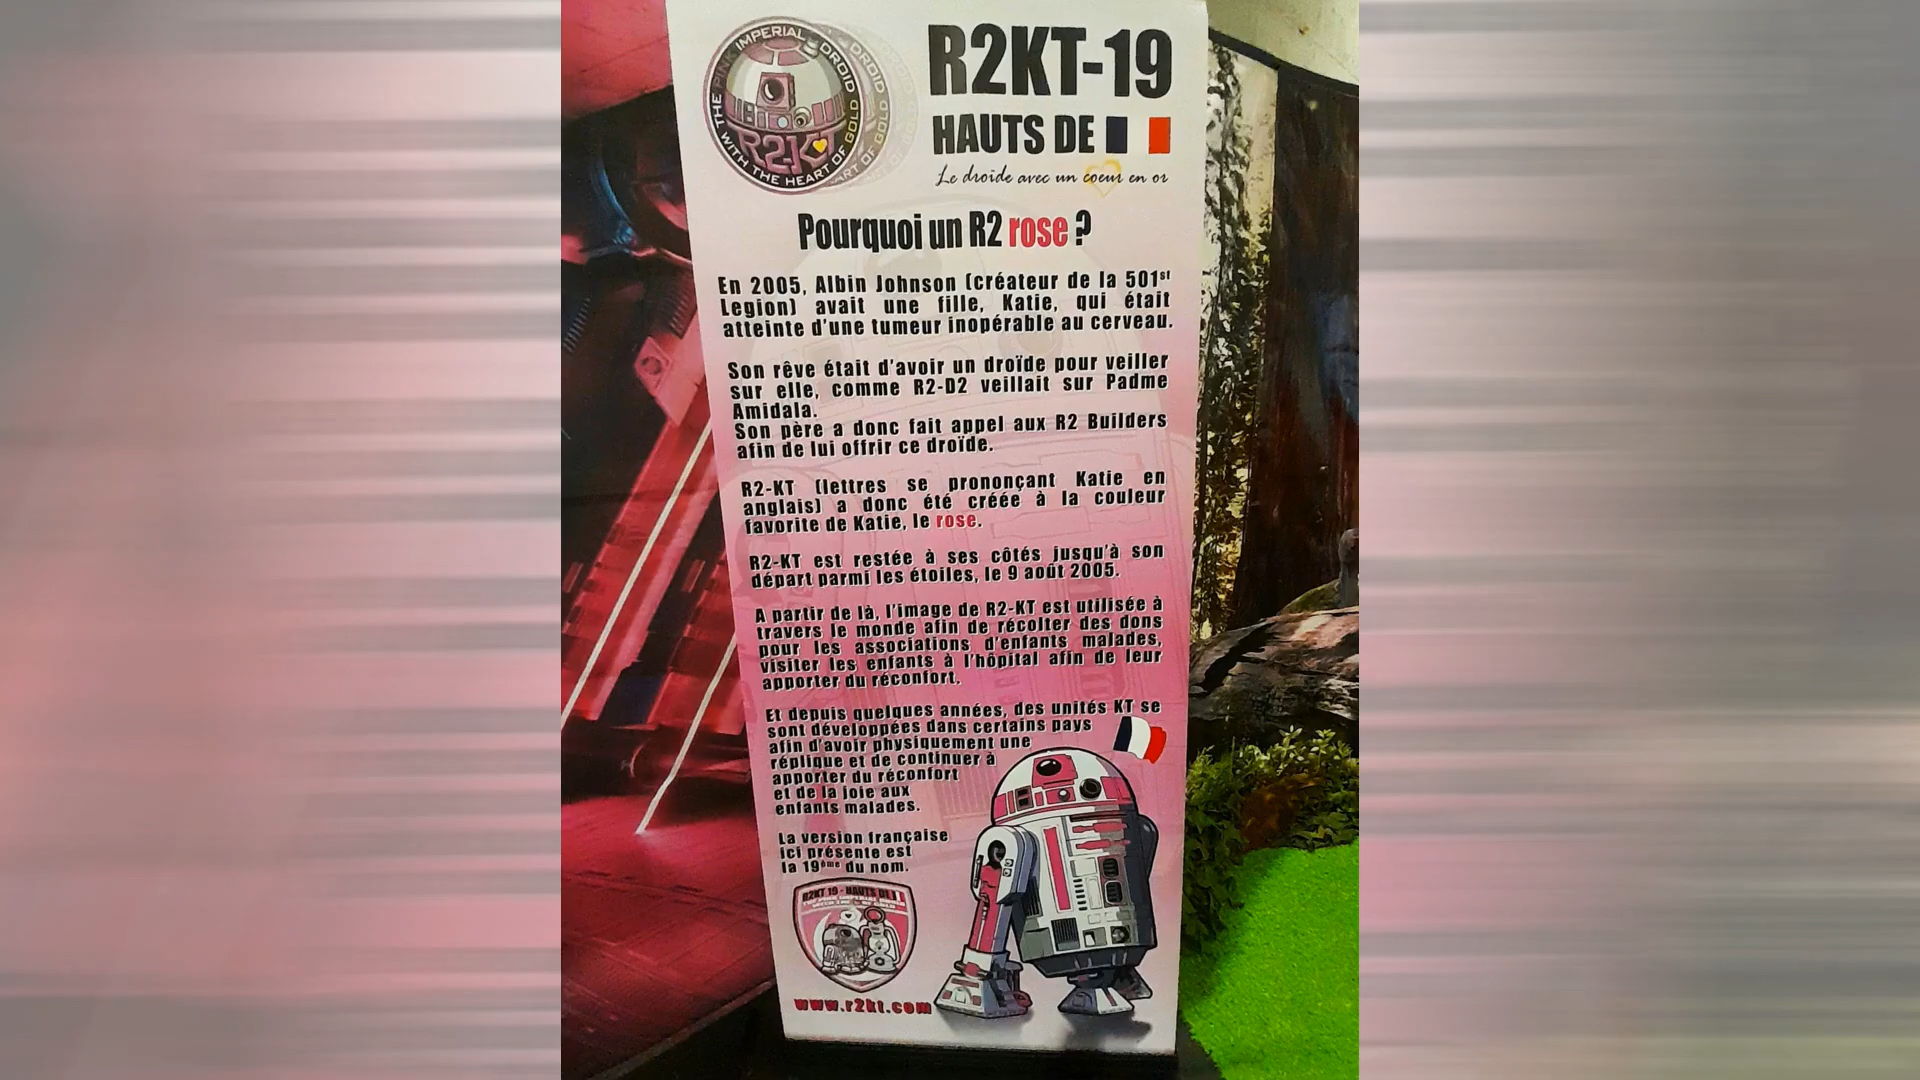 THE PINK IMPERIAL DROID
WITH THE HEART OF GOLD
R2-KT
R2KT-19
HAUTS DE
Le droïde avec un coeur en or
Pourquoi un R2 rose ?
En 2005, Albin Johnson (créateur de la 501st
Legion) avait une fille, Katie, qui était
atteinte d'une tumeur inopérable au cerveau.
Son rêve était d'avoir un droïde pour veiller
sur elle, comme R2-D2 veillait sur Padme
Amidala.
Son père a donc fait appel aux R2 Builders
afin de lui offrir ce droïde.
R2-KT (lettres se prononçant Katie en
anglais) a donc été créée à la couleur
favorite de Katie, le rose.
R2-KT est restée à ses côtés jusqu'à son
départ parmi les étoiles, le 9 août 2005.
A partir de là, l'image de R2-KT est utilisée à
travers le monde afin de récolter des dons
pour les associations d'enfants malades,
visiter les enfants à l'hôpital afin de leur
apporter du réconfort.
Et depuis quelques années, des unités KT se
sont développées dans certains pays
afin d'avoir physiquement une
réplique et de continuer à
apporter du réconfort
et de la joie aux
enfants malades.
La version française
ici présente est
la 19ème du nom.
R2KT 19 - HAUTS DE
www.r2kt.com